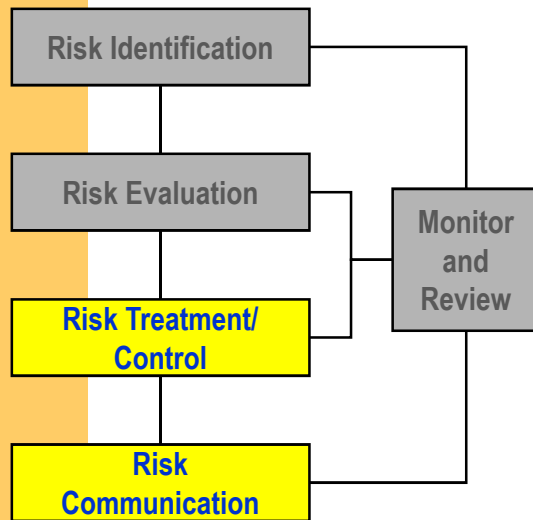 Risk Identification
Risk Evaluation
Monitor
and
Review
Risk Treatment/
Control
Risk
Communication